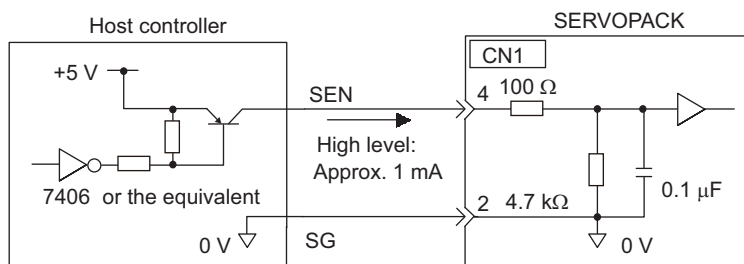 Host controller
SERVOPACK
+5 V
CN1
SEN
4
100 Ω
High level:
Approx. 1 mA
7406 or the equivalent
2
4.7 kΩ
0.1 μF
0 V
SG
0 V